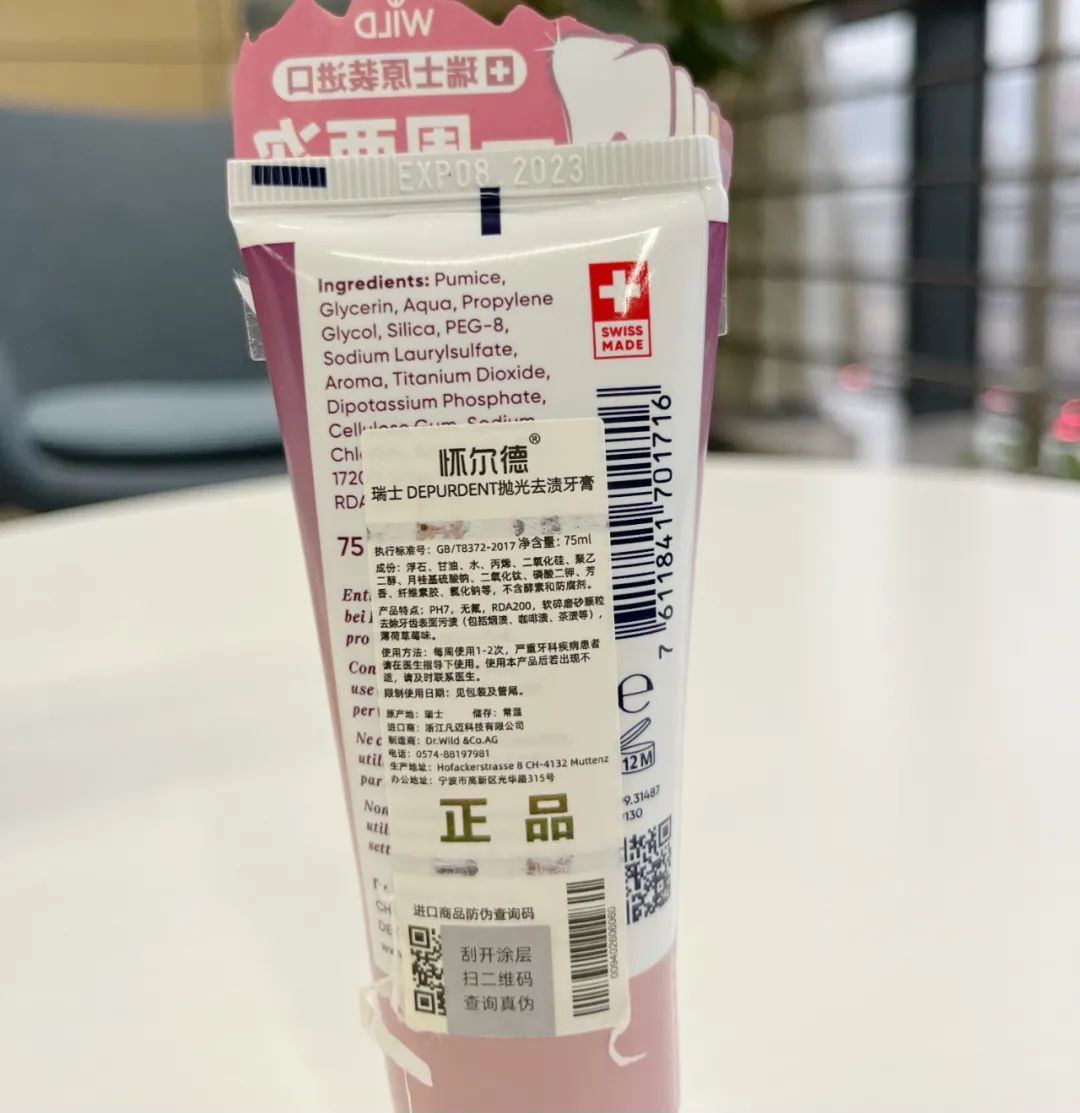 WILD
瑞士原装进口
一周两次
EXP08 2023
Ingredients: Pumice,
Glycerin, Aqua, Propylene
Glycol, Silica, PEG-8,
Sodium Laurylsulfate,
Aroma, Titanium Dioxide,
Dipotassium Phosphate,
Cellulose Gum, Sodium
SWISS
MADE
7 611841 701716
怀尔德®
瑞士 DEPURDENT抛光去渍牙膏
执行标准号：GB/T8372-2017 净含量：75ml
成份：浮石、甘油、水、丙烯、二氧化硅、聚乙
二醇、月桂基硫酸钠、二氧化钛、磷酸二钾、芳
香、纤维素胶、氯化钠等，不含酵素和防腐剂。
产品特点：PH7，无氟，RDA200，软碎磨砂颗粒
去除牙齿表面污渍（包括烟渍、咖啡渍、茶渍等），
薄荷草莓味。
使用方法：每周使用1-2次，严重牙科疾病患者
请在医生指导下使用。使用本产品后若出现不
适，请及时联系医生。
限制使用日期：见包装及管尾。
原产地：瑞士 储存：常温
进口商：浙江凡迈科技有限公司
制造商：Dr.Wild &Co.AG
电话：0574-88197981
生产地址：Hofackerstrasse 8 CH-4132 Muttenz
办公地址：宁波市高新区光华路315号
正品
进口商品防伪查询码
刮开涂层
扫二维码
查询真伪
RDA
75
e
12M